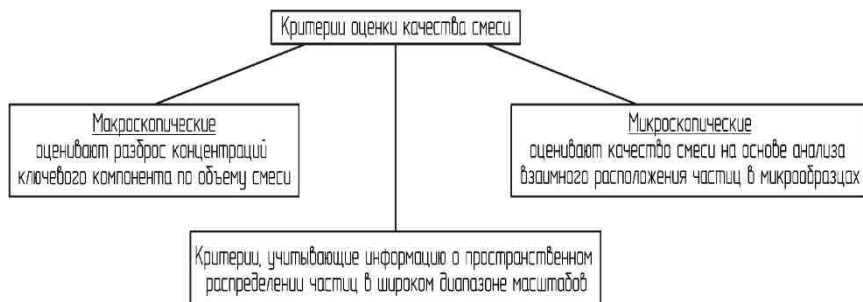 Критерии оценки качества смеси
Макроскопические
оценивают разброс концентраций
ключевого компонента по объему смеси
Микроскопические
оценивают качество смеси на основе анализа
взаимного расположения частиц в микрообразцах
Критерии, учитывающие информацию о пространственном
распределении частиц в широком диапазоне масштабов